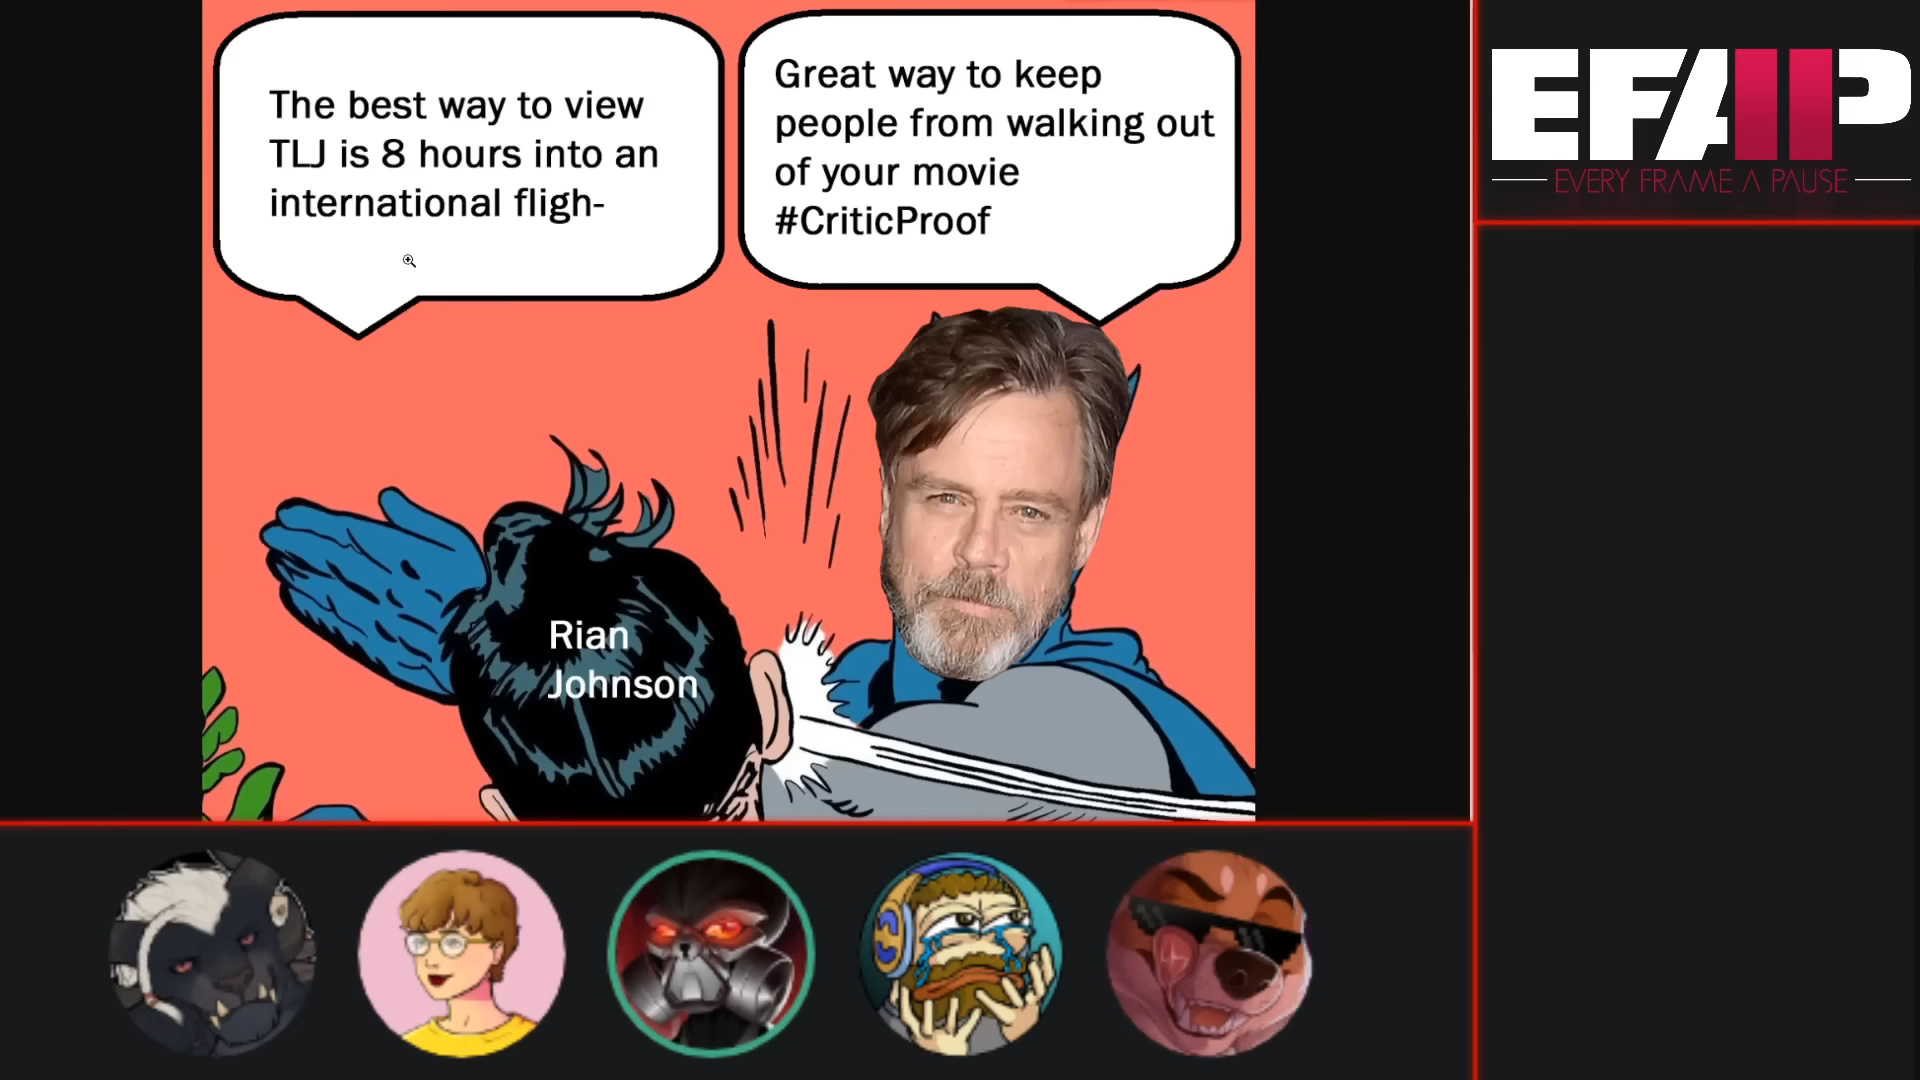 The best way to view
TLJ is 8 hours into an
international fligh-
Great way to keep
people from walking out
of your movie
#CriticProof
Rian
Johnson
EFAP
EVERY FRAME A PAUSE